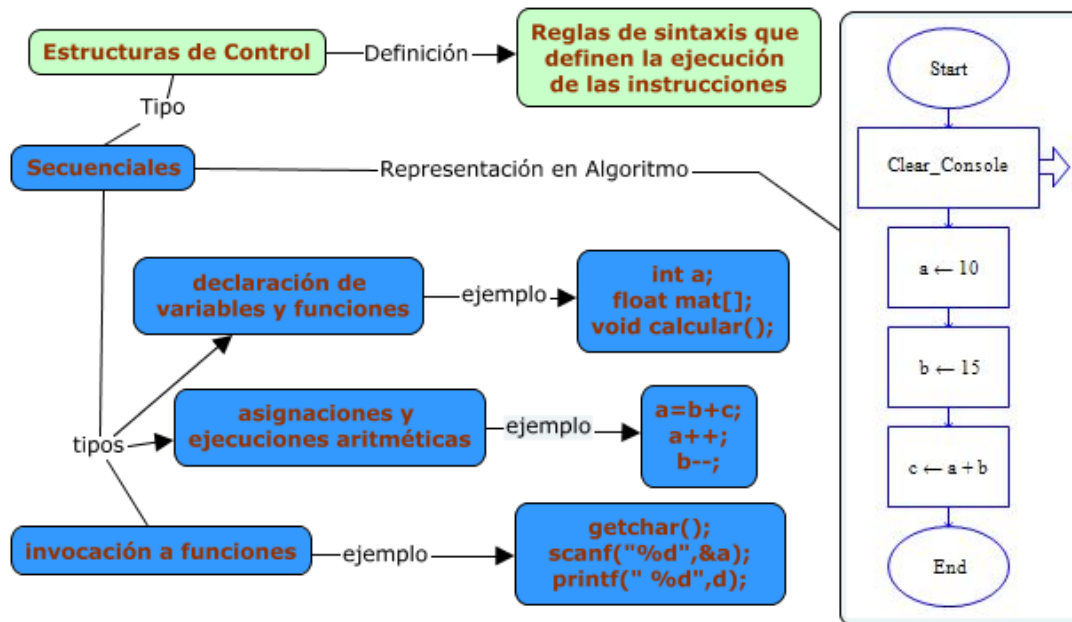 Estructuras de Control
Definición
Reglas de sintaxis que
definen la ejecución
de las instrucciones
Tipo
Secuenciales
Representación en Algoritmo
declaración de
variables y funciones
ejemplo
int a;
float mat[];
void calcular();
tipos
asignaciones y
ejecuciones aritméticas
ejemplo
a=b+c;
a++;
b--;
invocación a funciones
ejemplo
getchar();
scanf("%d",&a);
printf(" %d",d);
Start
Clear_Console
a ← 10
b ← 15
c ← a + b
End